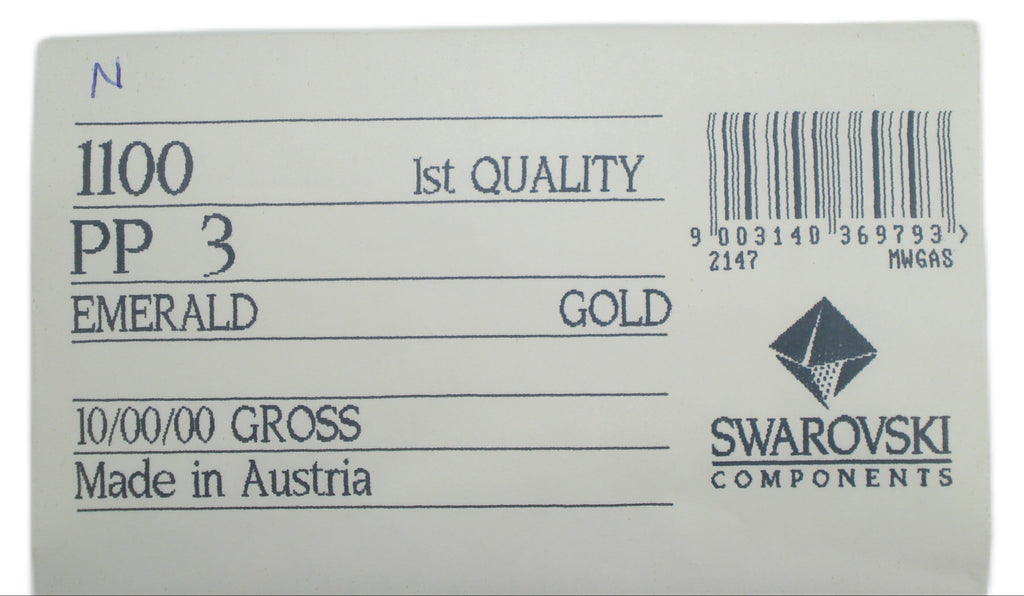 N
1100 1st QUALITY
PP 3
EMERALD GOLD
10/00/00 GROSS
Made in Austria
9 003140 369793 >
2147 MWGAS
SWAROVSKI
COMPONENTS